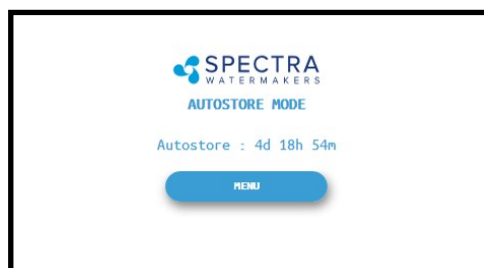 SPECTRA
WATERMAKERS
AUTOSTORE MODE
Autostore : 4d 18h 54m
MENU